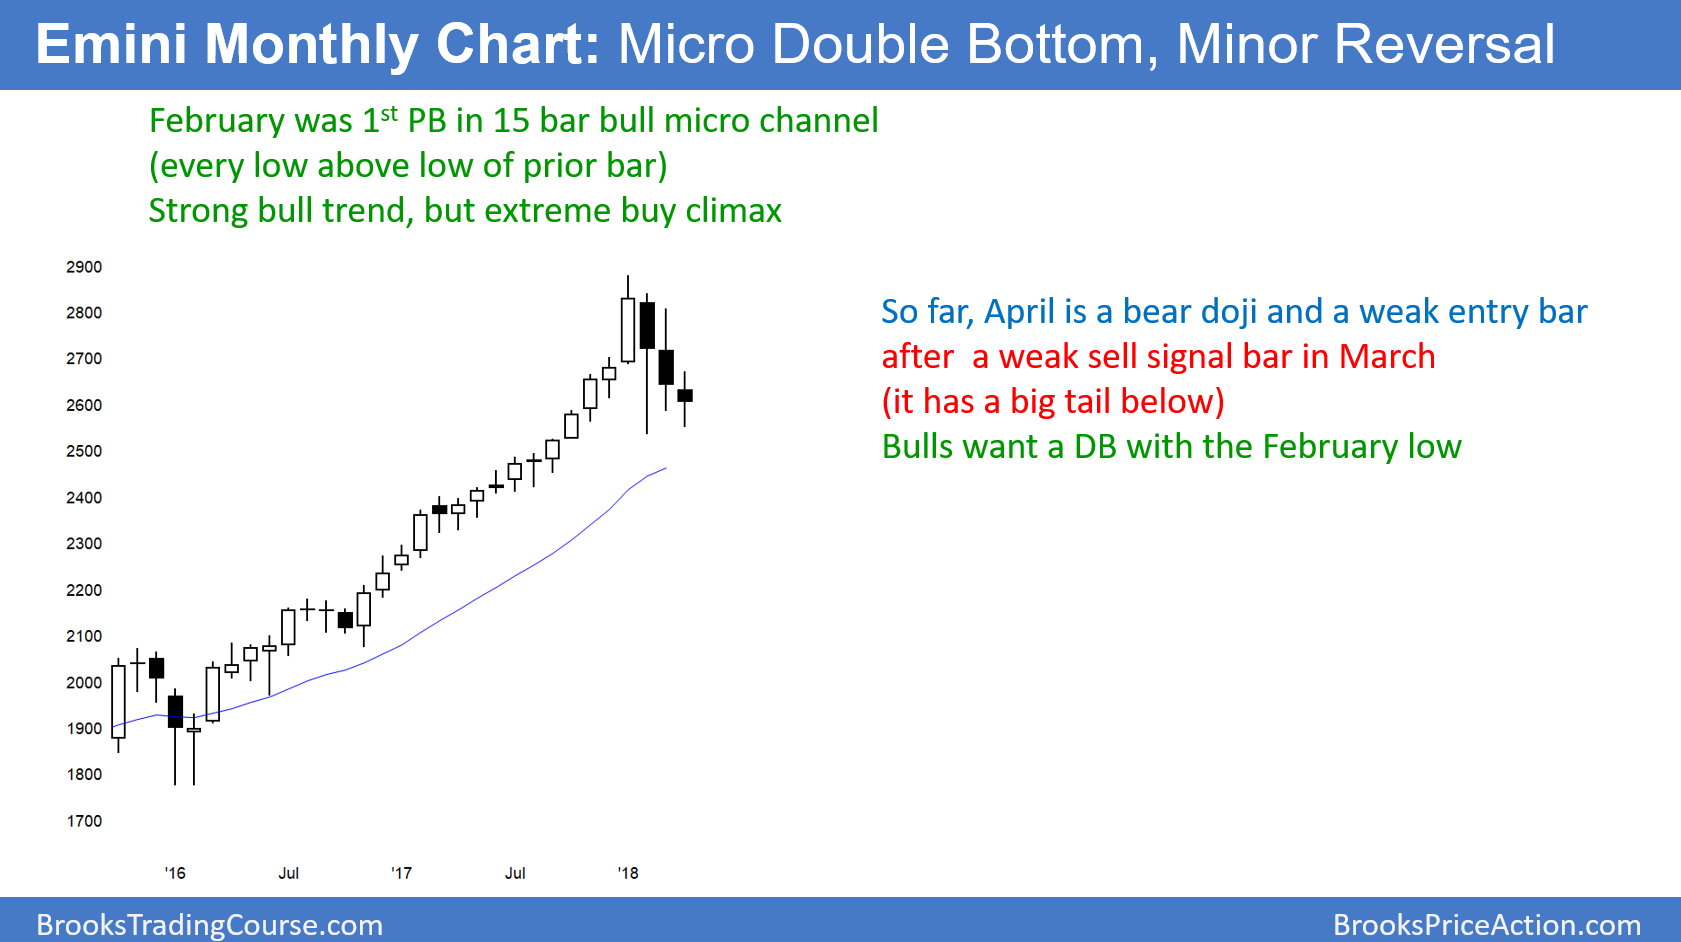 Emini Monthly Chart: Micro Double Bottom, Minor Reversal
February was 1st PB in 15 bar bull micro channel
(every low above low of prior bar)
Strong bull trend, but extreme buy climax
So far, April is a bear doji and a weak entry bar
after  a weak sell signal bar in March
(it has a big tail below)
Bulls want a DB with the February low
2900
2800
2700
2600
2500
2400
2300
2200
2100
2000
1900
1800
1700
'16 Jul '17 Jul '18
BrooksTradingCourse.com
BrooksPriceAction.com